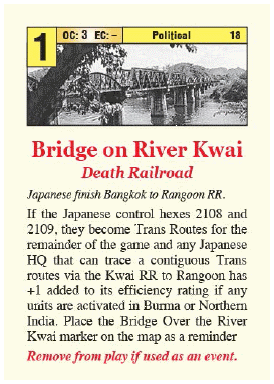 1 OC: 3 EC: – Political 18
Bridge on River Kwai
Death Railroad
Japanese finish Bangkok to Rangoon RR.
If the Japanese control hexes 2108 and
2109, they become Trans Routes for the
remainder of the game and any Japanese
HQ that can trace a contiguous Trans
routes via the Kwai RR to Rangoon has
+1 added to its efficiency rating if any
units are activated in Burma or Northern
India. Place the Bridge Over the River
Kwai marker on the map as a reminder
Remove from play if used as an event.